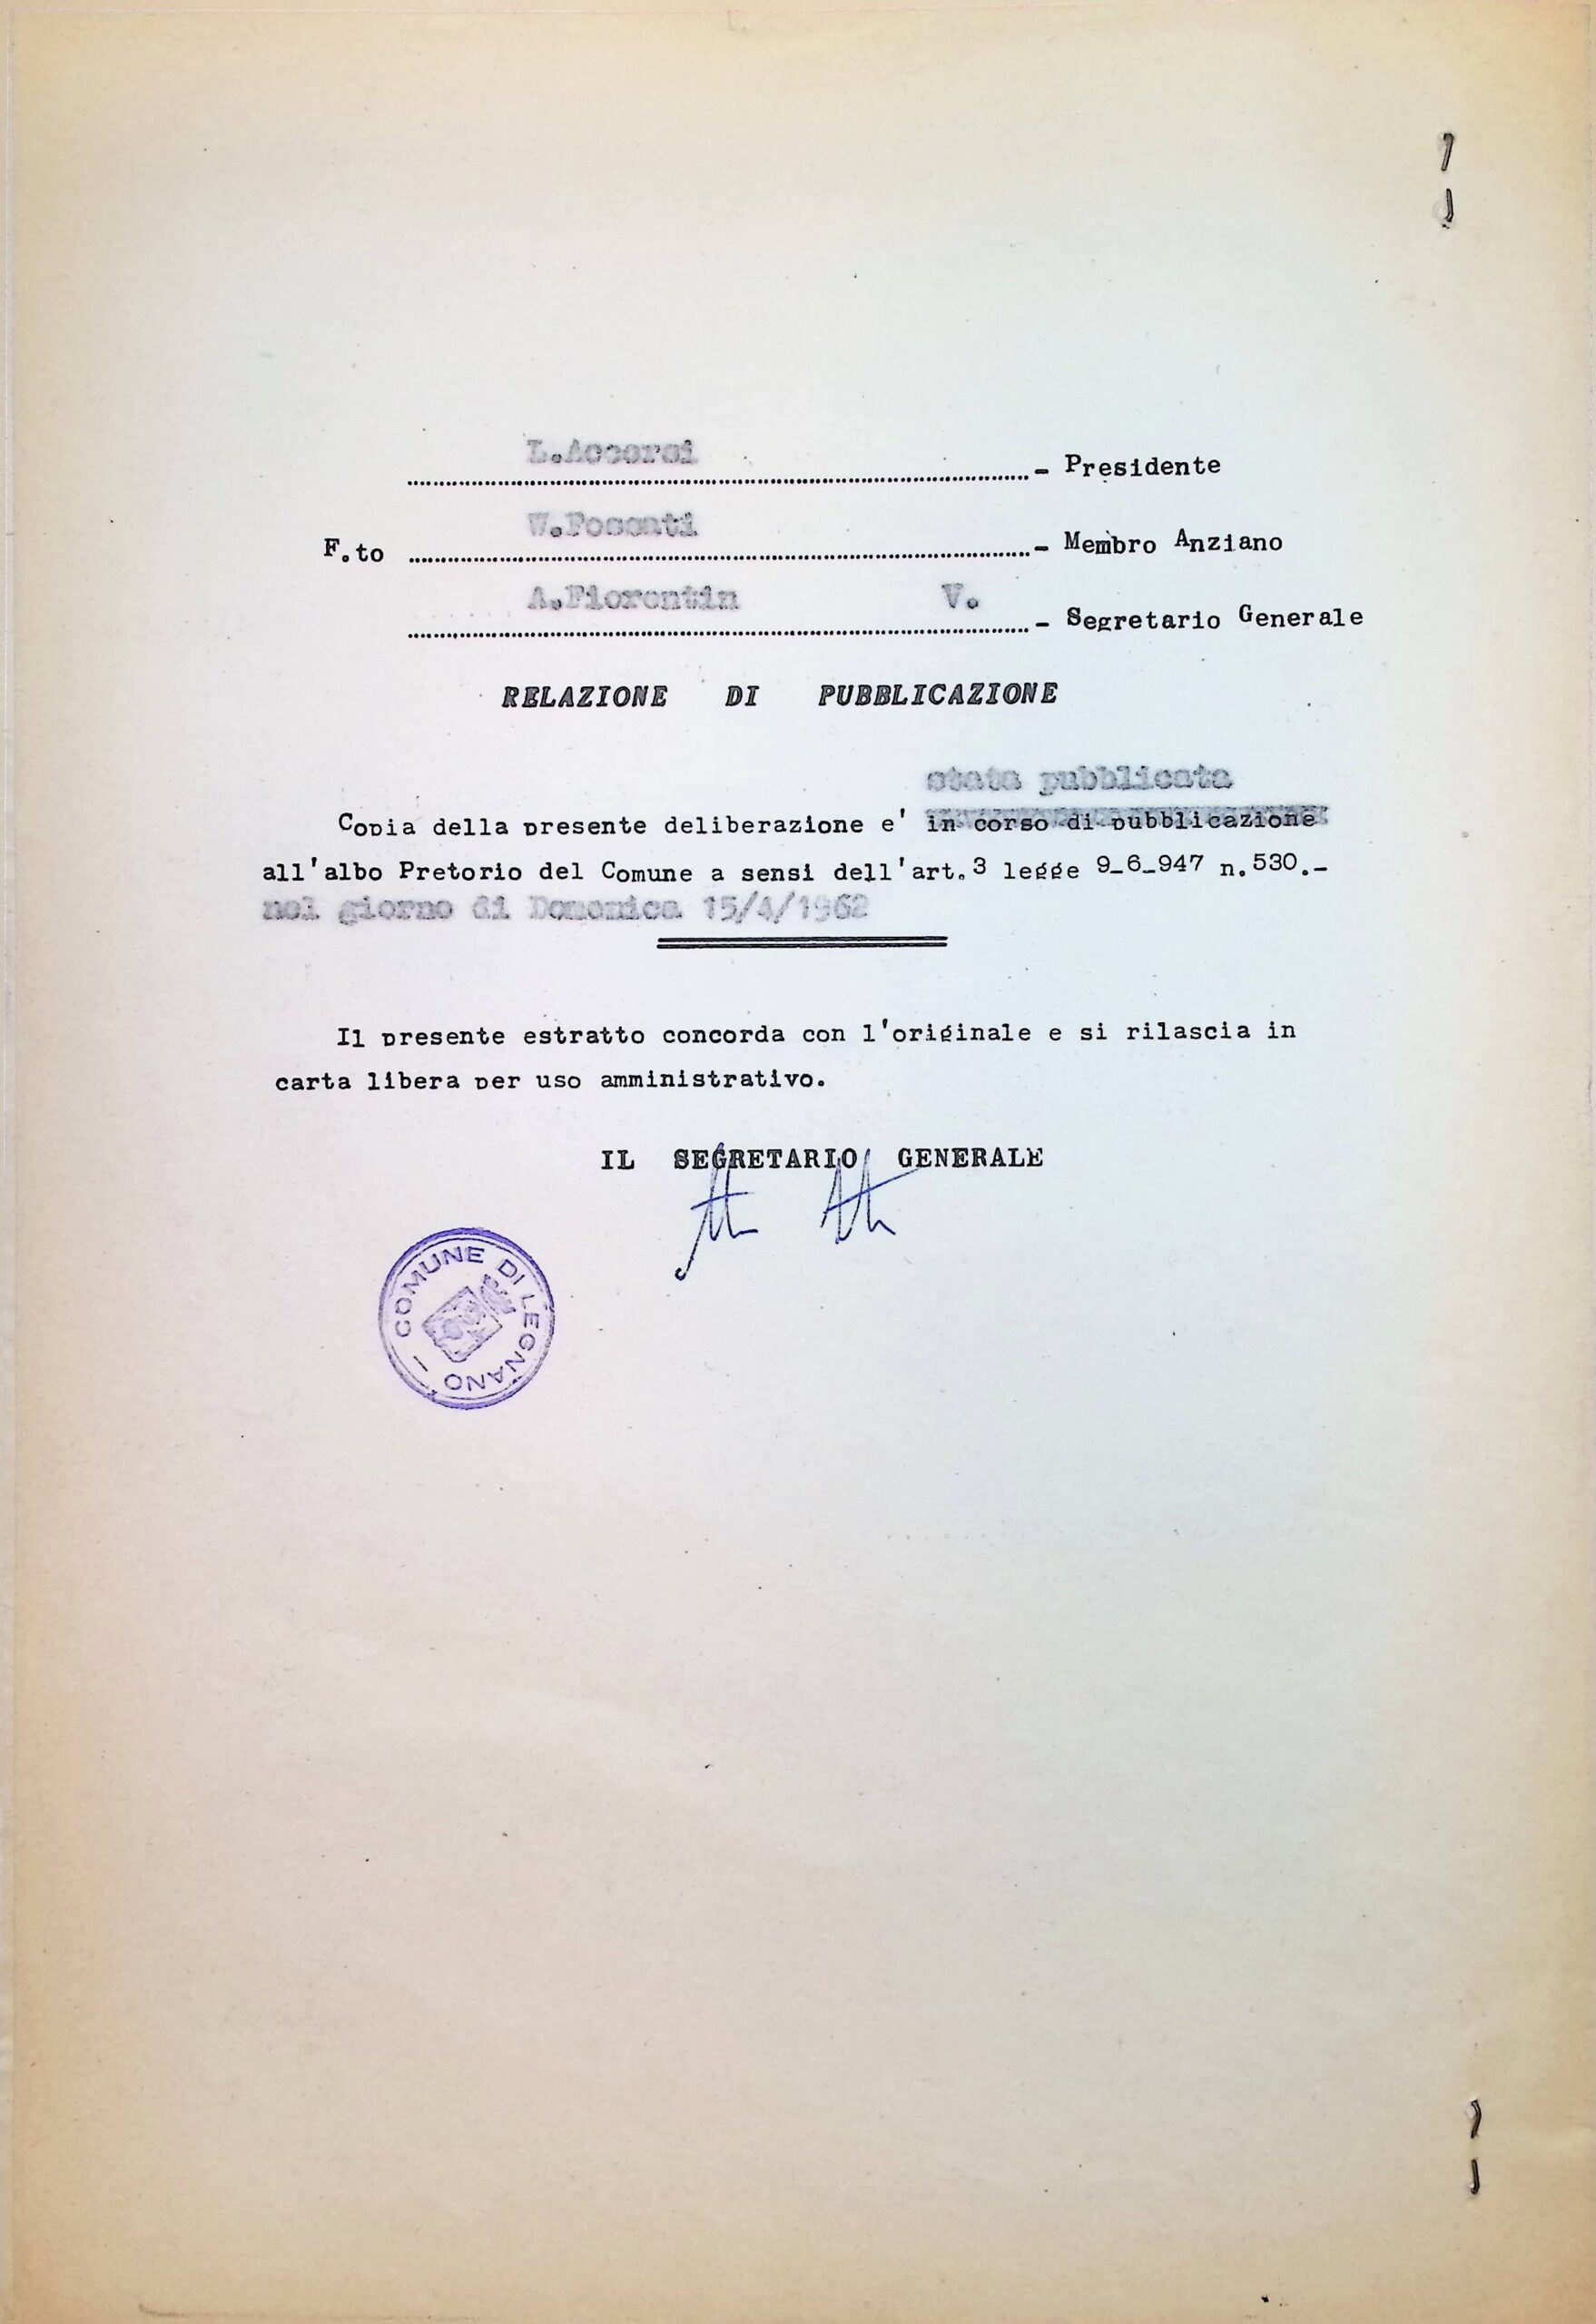 L.Accorsi
- Presidente
W.Foscati
F.to - Membro Anziano
A.Fiorentin V.
- Segretario Generale
RELAZIONE DI PUBBLICAZIONE
stata pubblicata
Copia della presente deliberazione e' in corso di pubblicazione
all'albo Pretorio del Comune a sensi dell'art.3 legge 9-6-947 n.530.-
nel giorno di Domenica 15/4/1962
Il presente estratto concorda con l'originale e si rilascia in
carta libera per uso amministrativo.
IL SEGRETARIO GENERALE
COMUNE DI LEGNANO -